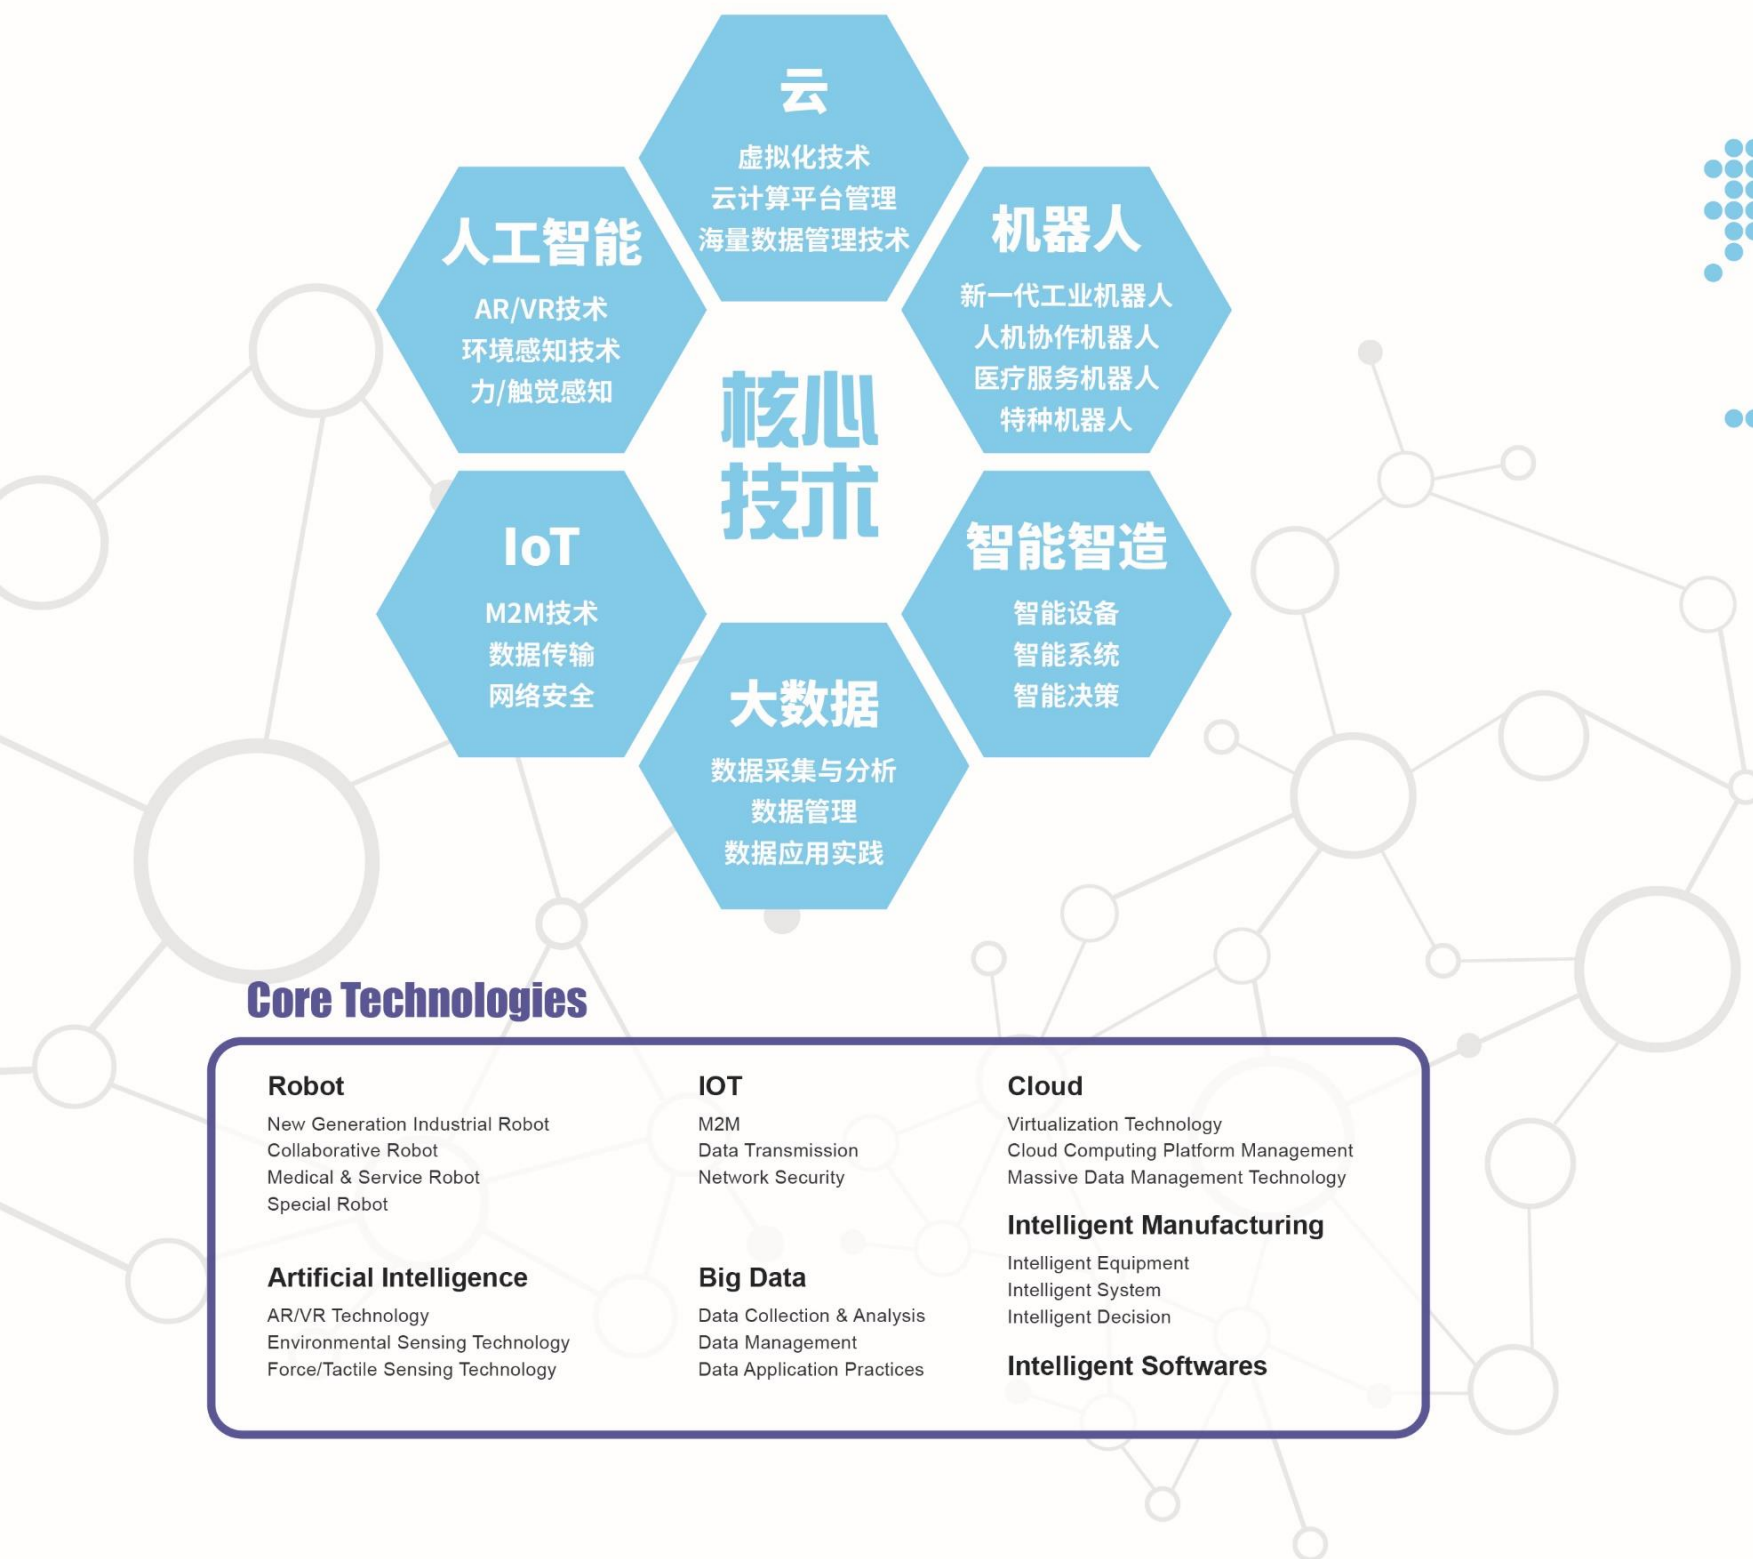 云
虚拟化技术
云计算平台管理
海量数据管理技术
人工智能
AR/VR技术
环境感知技术
力/触觉感知
机器人
新一代工业机器人
人机协作机器人
医疗服务机器人
特种机器人
核心
技术
IoT
M2M技术
数据传输
网络安全
智能智造
智能设备
智能系统
智能决策
大数据
数据采集与分析
数据管理
数据应用实践
Core Technologies
Robot
New Generation Industrial Robot
Collaborative Robot
Medical & Service Robot
Special Robot
Artificial Intelligence
AR/VR Technology
Environmental Sensing Technology
Force/Tactile Sensing Technology
IOT
M2M
Data Transmission
Network Security
Big Data
Data Collection & Analysis
Data Management
Data Application Practices
Cloud
Virtualization Technology
Cloud Computing Platform Management
Massive Data Management Technology
Intelligent Manufacturing
Intelligent Equipment
Intelligent System
Intelligent Decision
Intelligent Softwares